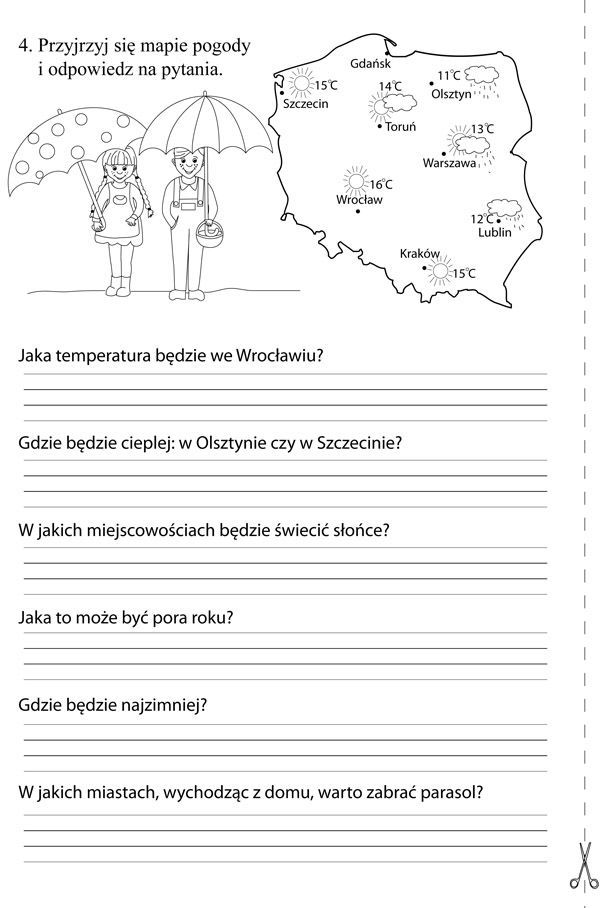 4. Przyjrzyj się mapie pogody
i odpowiedz na pytania.
Gdańsk
15°C
Szczecin
11°C
Olsztyn
14°C
Toruń
13°C
Warszawa
16°C
Wrocław
12°C
Lublin
Kraków
15°C
Jaka temperatura będzie we Wrocławiu?
Gdzie będzie cieplej: w Olsztynie czy w Szczecinie?
W jakich miejscowościach będzie świecić słońce?
Jaka to może być pora roku?
Gdzie będzie najzimniej?
W jakich miastach, wychodząc z domu, warto zabrać parasol?